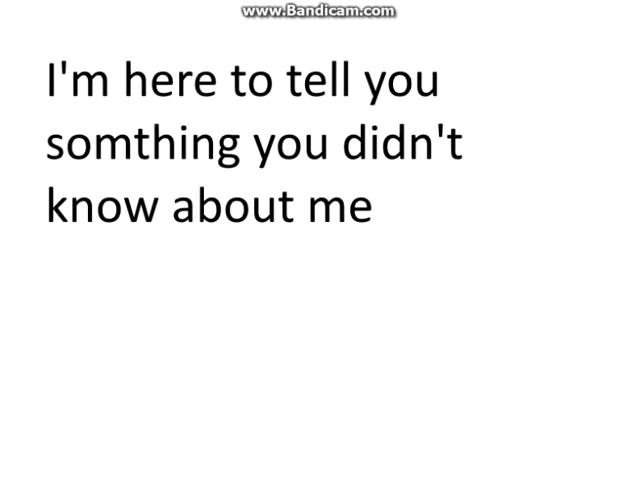 www.Bandicam.com
I'm here to tell you
somthing you didn't
know about me